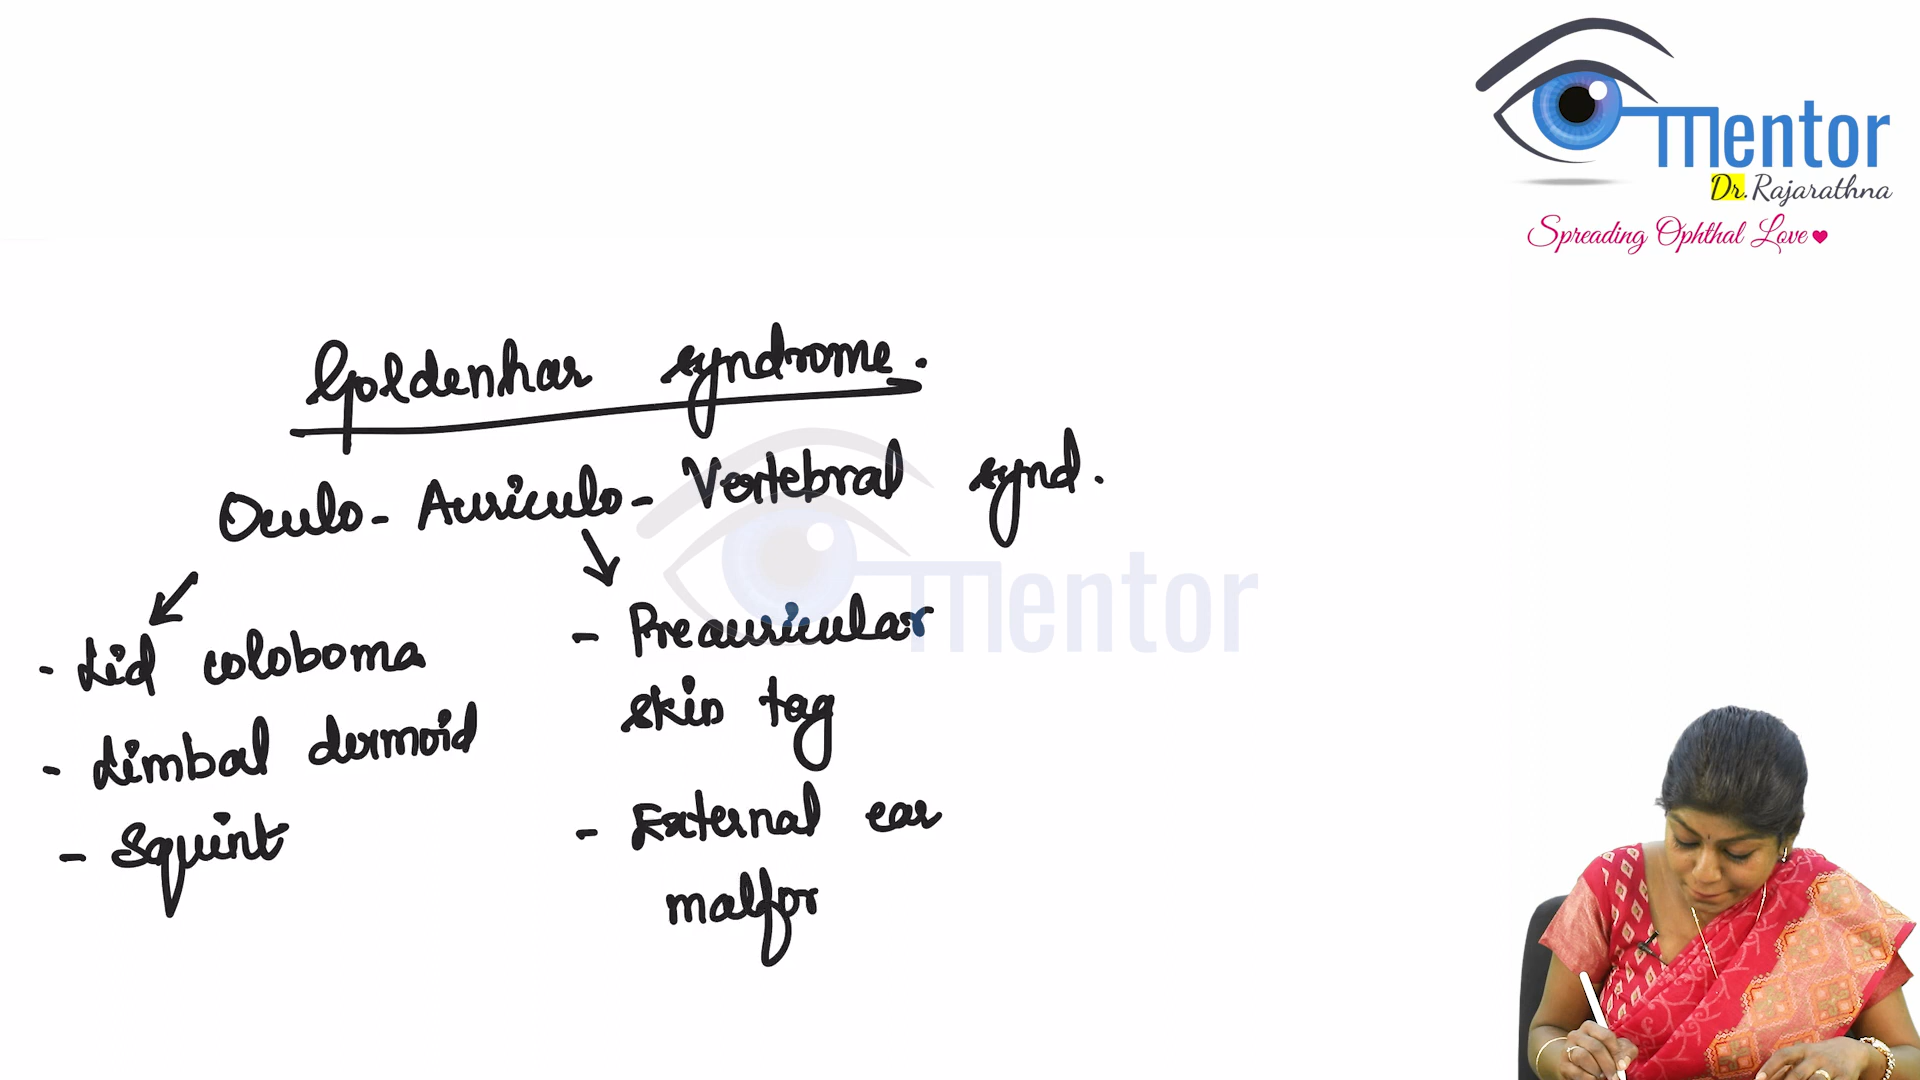 mentor
Dr. Rajarathna
Spreading Ophthal Love
Goldenhar syndrome.
Oculo - Auriculo - Vertebral synd.
- Lid coloboma
- Limbal dermoid
- Squint
- Preauricular
skin tag
- External ear
malfor
mentor